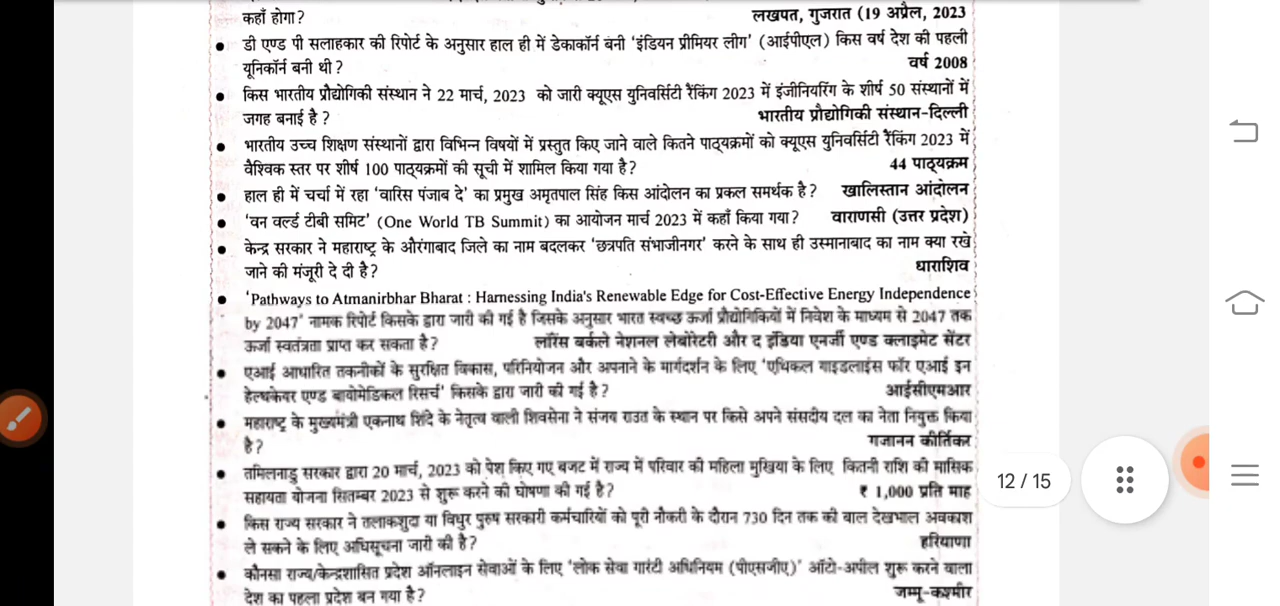 कहाँ होगा? लखपत, गुजरात (19 अप्रैल, 2023
• डी एण्ड पी सलाहकार की रिपोर्ट के अनुसार हाल ही में डेकाकॉर्न बनी ‘इंडियन प्रीमियर लीग’ (आईपीएल) किस वर्ष देश की पहली
यूनिकॉर्न बनी थी? वर्ष 2008
• किस भारतीय प्रौद्योगिकी संस्थान ने 22 मार्च, 2023 को जारी क्यूएस युनिवर्सिटी रैंकिंग 2023 में इंजीनियरिंग के शीर्ष 50 संस्थानों में
जगह बनाई है? भारतीय प्रौद्योगिकी संस्थान-दिल्ली
• भारतीय उच्च शिक्षण संस्थानों द्वारा विभिन्न विषयों में प्रस्तुत किए जाने वाले कितने पाठ्यक्रमों को क्यूएस युनिवर्सिटी रैंकिंग 2023 में
वैश्विक स्तर पर शीर्ष 100 पाठ्यक्रमों की सूची में शामिल किया गया है? 44 पाठ्यक्रम
• हाल ही में चर्चा में रहा ‘वारिस पंजाब दे’ का प्रमुख अमृतपाल सिंह किस आंदोलन का प्रकल समर्थक है? खालिस्तान आंदोलन
• ‘वन वर्ल्ड टीबी समिट’ (One World TB Summit) का आयोजन मार्च 2023 में कहाँ किया गया? वाराणसी (उत्तर प्रदेश)
• केन्द्र सरकार ने महाराष्ट्र के औरंगाबाद जिले का नाम बदलकर ‘छत्रपति संभाजीनगर’ करने के साथ ही उस्मानाबाद का नाम क्या रखे
जाने की मंजूरी दे दी है? धाराशिव
• ‘Pathways to Atmanirbhar Bharat : Harnessing India's Renewable Edge for Cost-Effective Energy Independence
by 2047’ नामक रिपोर्ट किसके द्वारा जारी की गई है जिसके अनुसार भारत स्वच्छ ऊर्जा प्रौद्योगिकियों में निवेश के माध्यम से 2047 तक
ऊर्जा स्वतंत्रता प्राप्त कर सकता है? लॉरेंस बर्कले नेशनल लेबोरेटरी और द इंडिया एनर्जी एण्ड क्लाइमेट सेंटर
• एआई आधारित तकनीकों के सुरक्षित विकास, परिनियोजन और अपनाने के मार्गदर्शन के लिए ‘एथिकल गाइडलाइंस फॉर एआई इन
हेल्थकेयर एण्ड बायोमेडिकल रिसर्च’ किसके द्वारा जारी की गई है? आईसीएमआर
• महाराष्ट्र के मुख्यमंत्री एकनाथ शिंदे के नेतृत्व वाली शिवसेना ने संजय राउत के स्थान पर किसे अपने संसदीय दल का नेता नियुक्त किया
है? गजानन कीर्तिकर
• तमिलनाडु सरकार द्वारा 20 मार्च, 2023 को पेश किए गए बजट में राज्य में परिवार की महिला मुखिया के लिए कितनी राशि की मासिक
सहायता योजना सितम्बर 2023 से शुरू करने की घोषणा की गई है? ₹ 1,000 प्रति माह
12 / 15
• किस राज्य सरकार ने तलाकशुदा या विधुर पुरुष सरकारी कर्मचारियों को पूरी नौकरी के दौरान 730 दिन तक की बाल देखभाल अवकाश
ले सकने के लिए अधिसूचना जारी की है? हरियाणा
• कौनसा राज्य/केन्द्रशासित प्रदेश ऑनलाइन सेवाओं के लिए ‘लोक सेवा गारंटी अधिनियम (पीएसजीए)’ ऑटो-अपील शुरू करने वाला
देश का पहला प्रदेश बन गया है? जम्मू-कश्मीर